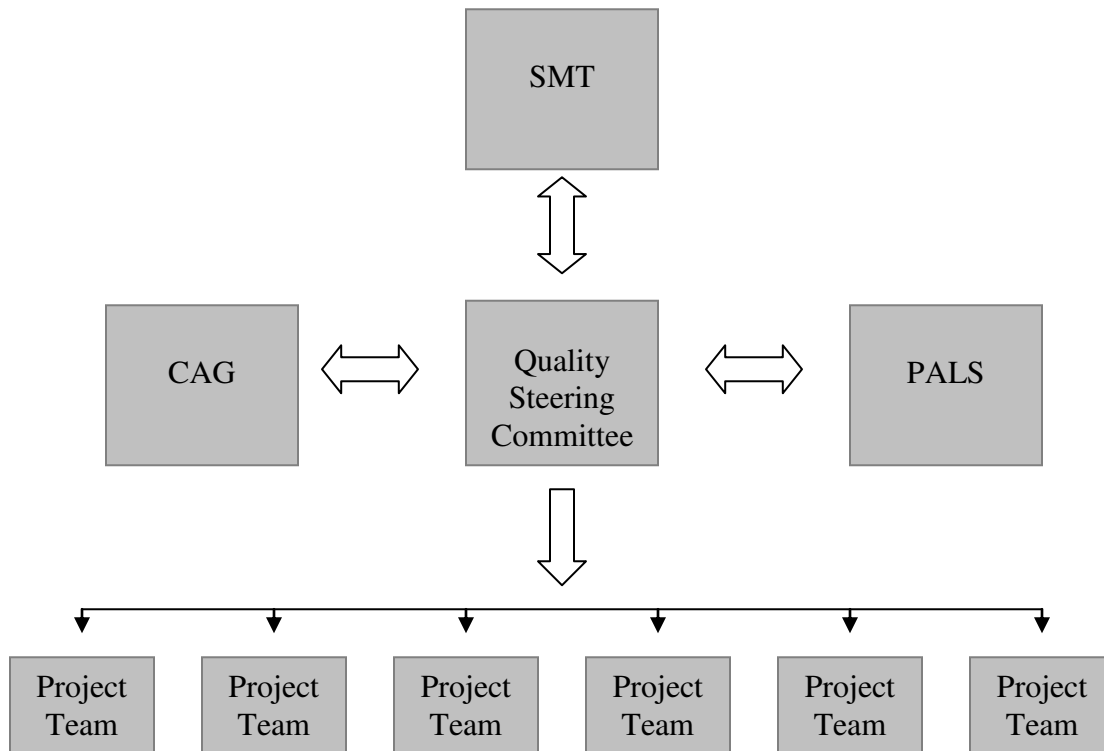 SMT
CAG
Quality
Steering
Committee
PALS
Project
Team
Project
Team
Project
Team
Project
Team
Project
Team
Project
Team